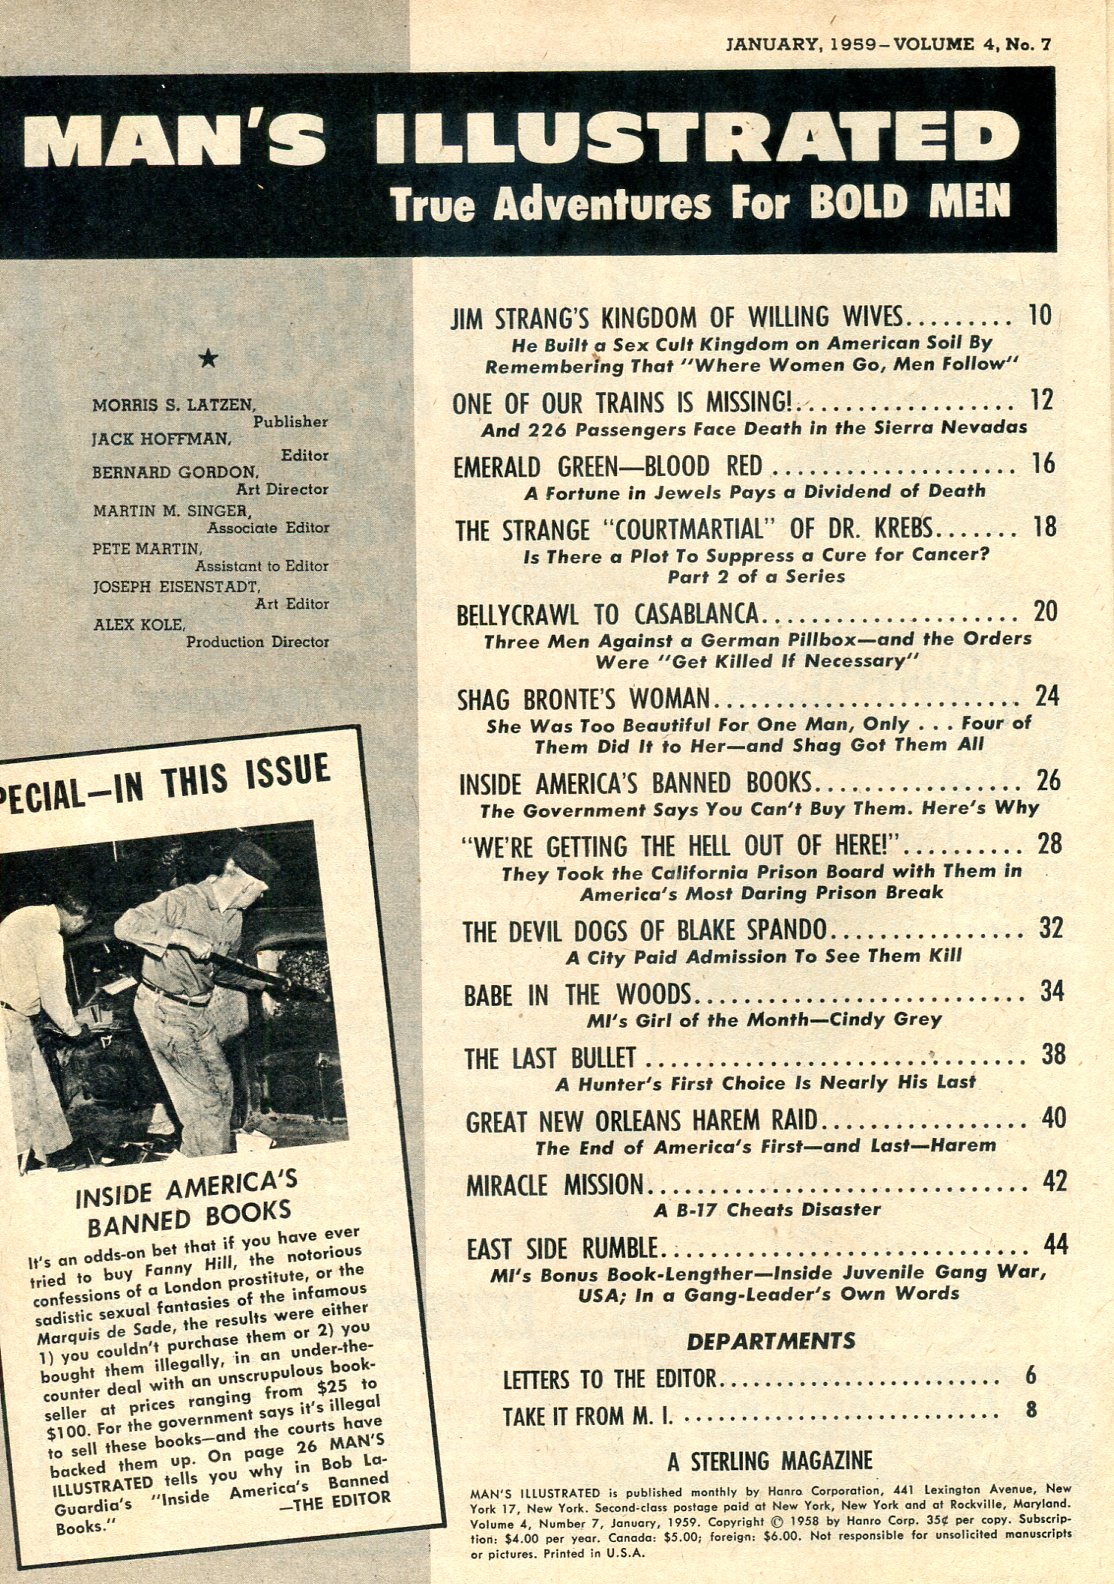 JANUARY, 1959–VOLUME 4, No. 7
MAN'S ILLUSTRATED
True Adventures For BOLD MEN
MORRIS S. LATZEN,
Publisher
JACK HOFFMAN,
Editor
BERNARD GORDON,
Art Director
MARTIN M. SINGER,
Associate Editor
PETE MARTIN,
Assistant to Editor
JOSEPH EISENSTADT,
Art Editor
ALEX KOLE,
Production Director
PECIAL—IN THIS ISSUE
INSIDE AMERICA'S
BANNED BOOKS
It's an odds-on bet that if you have ever
tried to buy Fanny Hill, the notorious
confessions of a London prostitute, or the
sadistic sexual fantasies of the infamous
Marquis de Sade, the results were either
1) you couldn't purchase them or 2) you
bought them illegally, in an under-the-
counter deal with an unscrupulous book-
seller at prices ranging from $25 to
$100. For the government says it's illegal
to sell these books—and the courts have
backed them up. On page 26 MAN'S
ILLUSTRATED tells you why in Bob La-
Guardia's "Inside America's Banned
Books."
—THE EDITOR
JIM STRANG'S KINGDOM OF WILLING WIVES......... 10
He Built a Sex Cult Kingdom on American Soil By
Remembering That "Where Women Go, Men Follow"
ONE OF OUR TRAINS IS MISSING!.................. 12
And 226 Passengers Face Death in the Sierra Nevadas
EMERALD GREEN—BLOOD RED .................... 16
A Fortune in Jewels Pays a Dividend of Death
THE STRANGE "COURTMARTIAL" OF DR. KREBS....... 18
Is There a Plot To Suppress a Cure for Cancer?
Part 2 of a Series
BELLYCRAWL TO CASABLANCA...................... 20
Three Men Against a German Pillbox—and the Orders
Were "Get Killed If Necessary"
SHAG BRONTE'S WOMAN.......................... 24
She Was Too Beautiful For One Man, Only . . . Four of
Them Did It to Her—and Shag Got Them All
INSIDE AMERICA'S BANNED BOOKS.................. 26
The Government Says You Can't Buy Them. Here's Why
"WE'RE GETTING THE HELL OUT OF HERE!".......... 28
They Took the California Prison Board with Them in
America's Most Daring Prison Break
THE DEVIL DOGS OF BLAKE SPANDO................ 32
A City Paid Admission To See Them Kill
BABE IN THE WOODS............................ 34
MI's Girl of the Month—Cindy Grey
THE LAST BULLET ................................ 38
A Hunter's First Choice Is Nearly His Last
GREAT NEW ORLEANS HAREM RAID.................. 40
The End of America's First—and Last—Harem
MIRACLE MISSION................................ 42
A B-17 Cheats Disaster
EAST SIDE RUMBLE............................... 44
MI's Bonus Book-Lengther—Inside Juvenile Gang War,
USA; In a Gang-Leader's Own Words
DEPARTMENTS
LETTERS TO THE EDITOR......................... 6
TAKE IT FROM M. I. ............................ 8
A STERLING MAGAZINE
MAN'S ILLUSTRATED is published monthly by Hanro Corporation, 441 Lexington Avenue, New
York 17, New York. Second-class postage paid at New York, New York and at Rockville, Maryland.
Volume 4, Number 7, January, 1959. Copyright © 1958 by Hanro Corp. 35¢ per copy. Subscrip-
tion: $4.00 per year. Canada: $5.00; foreign: $6.00. Not responsible for unsolicited manuscripts
or pictures. Printed in U.S.A.